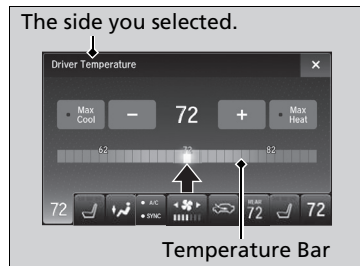 The side you selected.
Driver Temperature ×
Max Cool − 72 + Max Heat
62 72 82
72 A/C SYNC REAR 72 72
Temperature Bar